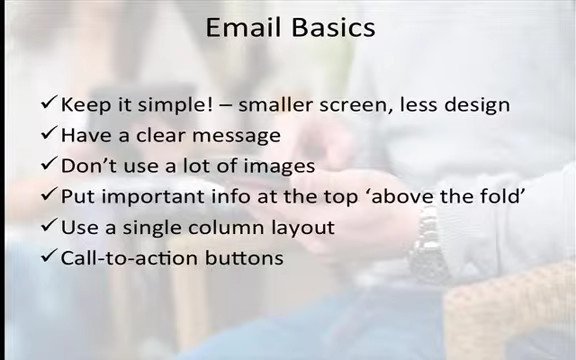 Email Basics
✓Keep it simple! – smaller screen, less design
✓Have a clear message
✓Don’t use a lot of images
✓Put important info at the top ‘above the fold’
✓Use a single column layout
✓Call-to-action buttons